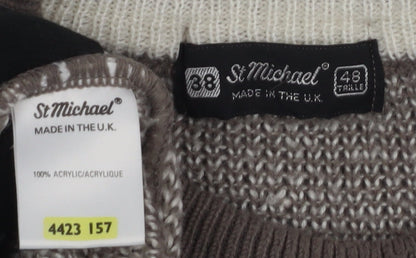 St Michael®
MADE IN THE U.K.
100% ACRYLIC/ACRYLIQUE
4423 157
38
St Michael®
MADE IN THE U.K.
48
TAILLE